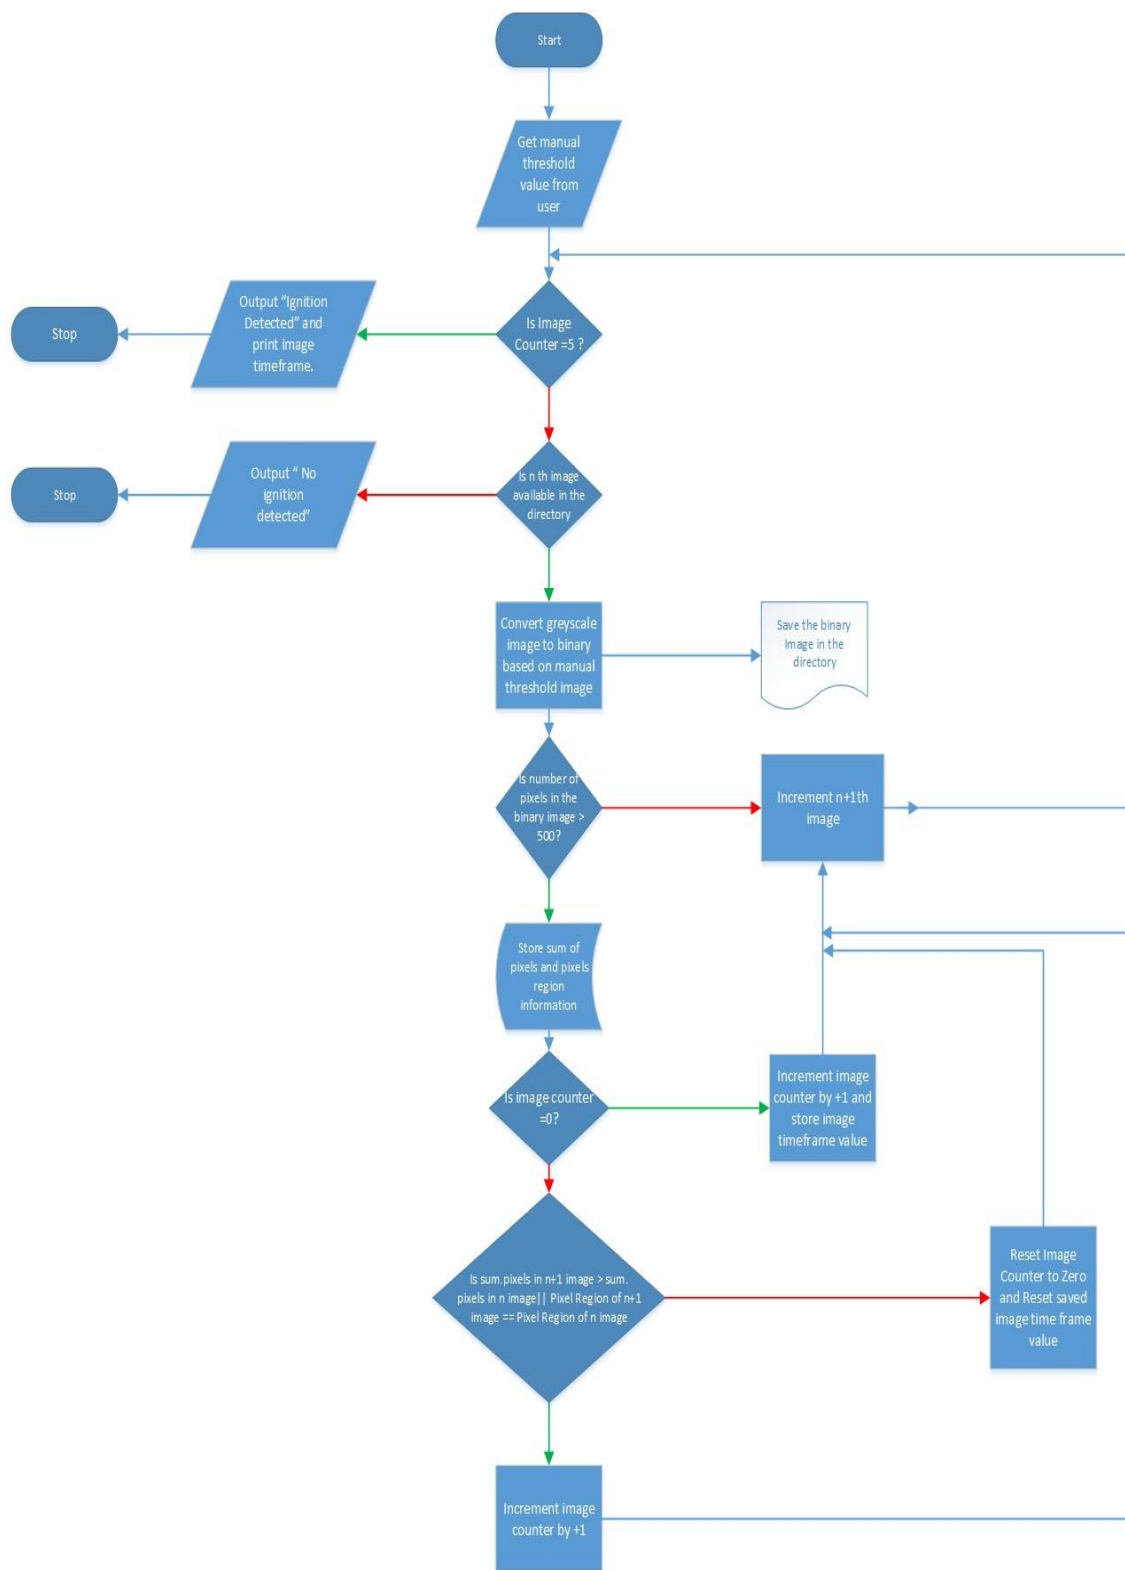 Start
Get manual
threshold
value from
user
Is Image
Counter =5 ?
Output “Ignition
Detected” and
print image
timeframe.
Stop
Is n th image
available in the
directory
Output “ No
ignition
detected”
Stop
Convert greyscale
image to binary
based on manual
threshold image
Save the binary
Image in the
directory
Is number of
pixels in the
binary image >
500?
Increment n+1th
image
Store sum of
pixels and pixels
region
information
Is image counter
=0?
Increment image
counter by +1 and
store image
timeframe value
Is sum.pixels in n+1 image > sum.
pixels in n image|| Pixel Region of n+1
image == Pixel Region of n image
Reset Image
Counter to Zero
and Reset saved
image time frame
value
Increment image
counter by +1